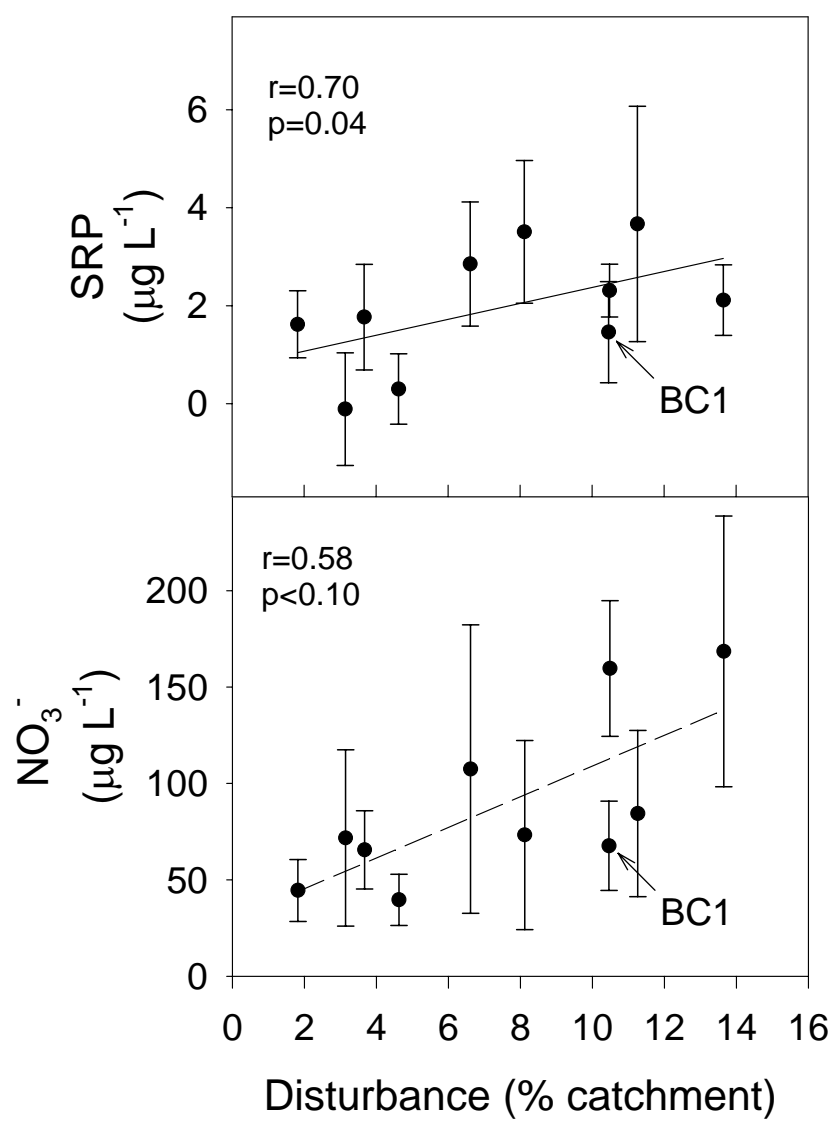 r=0.70
p=0.04
6
4
2
0
SRP
(μg L⁻¹)
BC1
r=0.58
p<0.10
200
150
100
50
0
NO₃⁻
(μg L⁻¹)
BC1
0 2 4 6 8 10 12 14 16
Disturbance (% catchment)